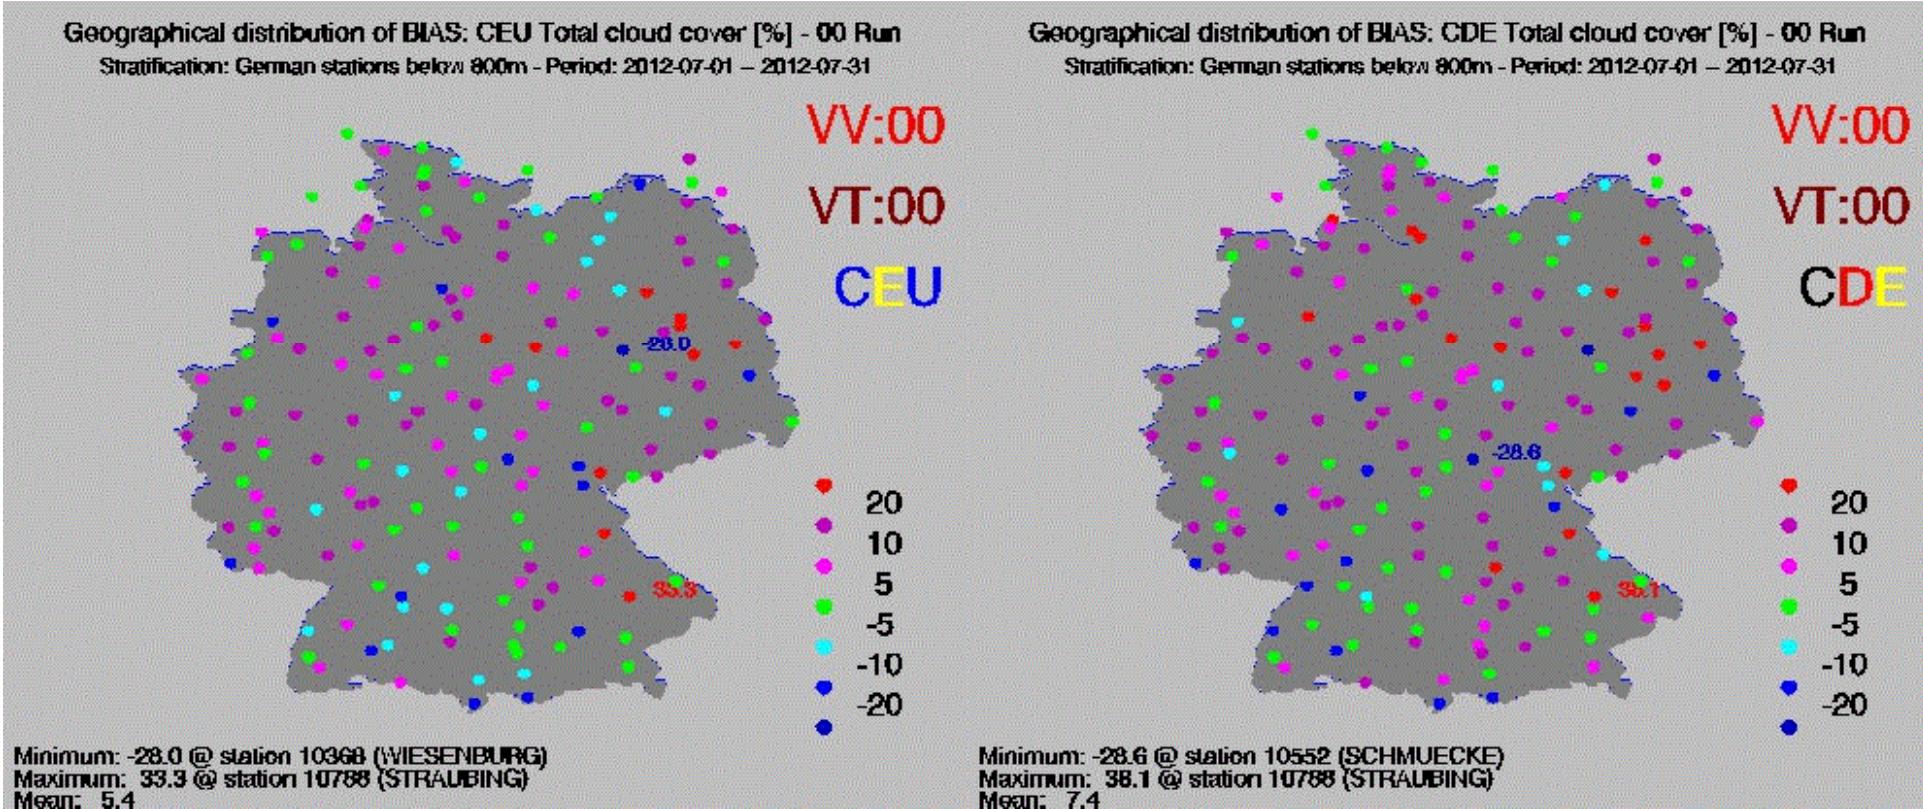 Geographical distribution of BIAS: CEU Total cloud cover [%] - 00 Run
Stratification: German stations below 800m - Period: 2012-07-01 – 2012-07-31
VV:00
VT:00
CEU
-28.0
33.3
20
10
5
-5
-10
-20
Minimum: -28.0 @ station 10368 (WIESENBURG)
Maximum: 33.3 @ station 10788 (STRAUBING)
Mean: 5.4
Geographical distribution of BIAS: CDE Total cloud cover [%] - 00 Run
Stratification: German stations below 800m - Period: 2012-07-01 – 2012-07-31
VV:00
VT:00
CDE
-28.6
38.1
20
10
5
-5
-10
-20
Minimum: -28.6 @ station 10552 (SCHMUECKE)
Maximum: 38.1 @ station 10788 (STRAUBING)
Mean: 7.4